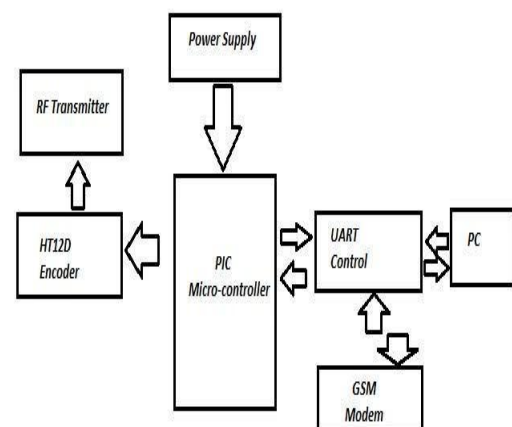 Power Supply
RF Transmitter
HT12D
Encoder
PIC
Micro-controller
UART
Control
PC
GSM
Modem